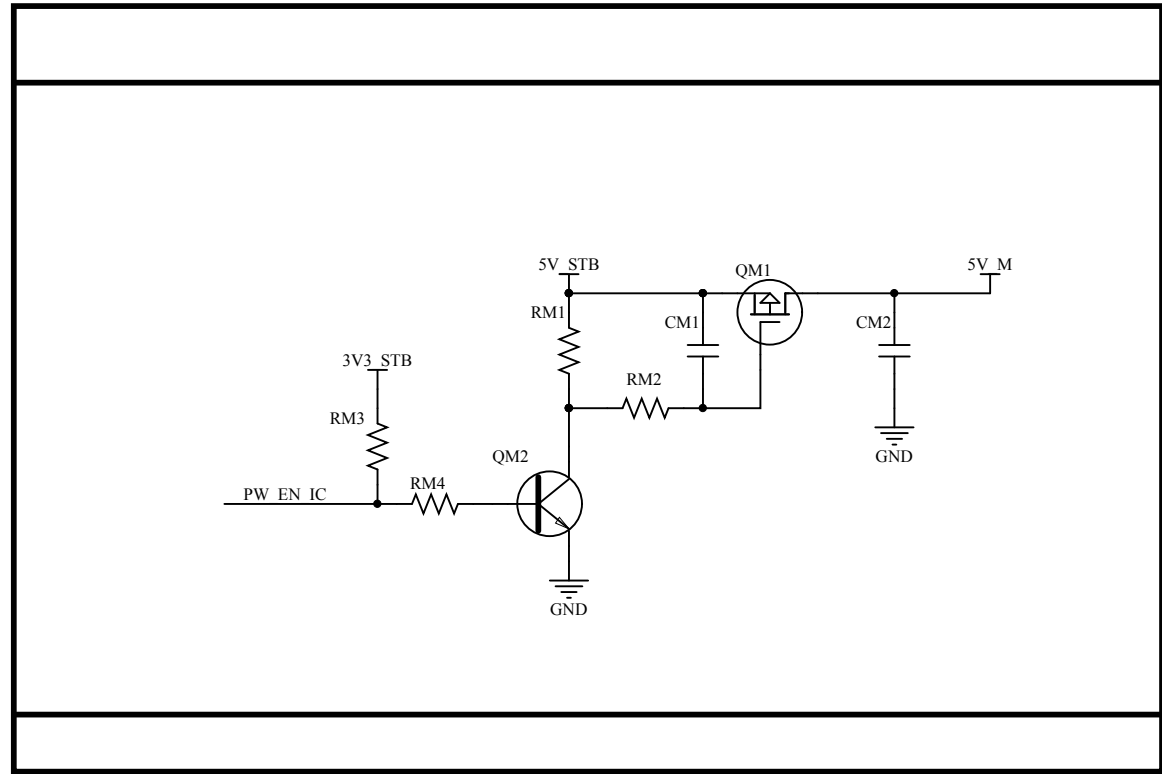 5V_STB
QM1
5V_M
RM1
CM1
CM2
3V3_STB
RM2
RM3
GND
QM2
RM4
PW_EN_IC
GND